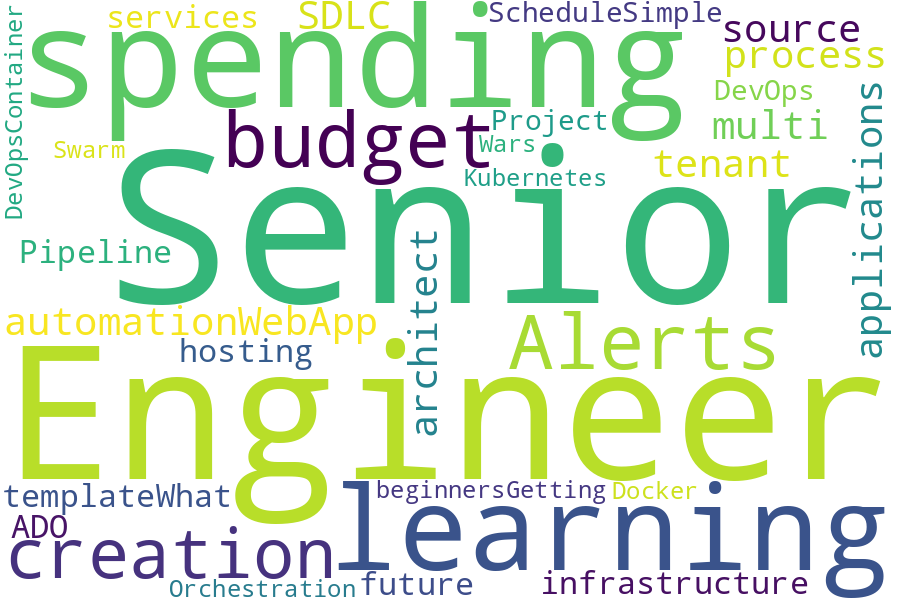 services
SDLC
ScheduleSimple
source
spending
process
DevOpsContainer
DevOps
budget
Project
multi
applications
Swarm
Wars
tenant
Kubernetes
Senior
Pipeline
architect
automationWebApp
hosting
Alerts
Engineer
templateWhat
beginnersGetting
Docker
learning
ADO
creation
Orchestration
future
infrastructure